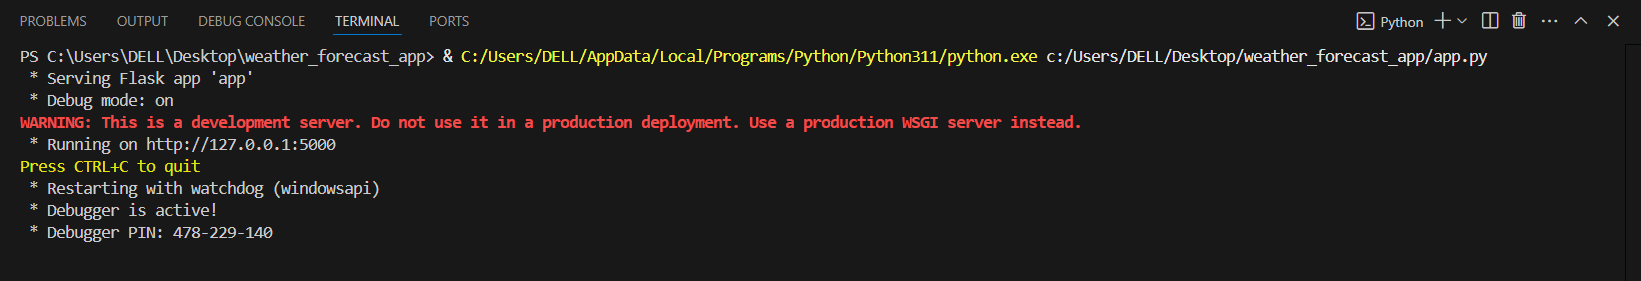 PROBLEMS OUTPUT DEBUG CONSOLE TERMINAL PORTS Python
PS C:\Users\DELL\Desktop\weather_forecast_app> & C:/Users/DELL/AppData/Local/Programs/Python/Python311/python.exe c:/Users/DELL/Desktop/weather_forecast_app/app.py
* Serving Flask app 'app'
* Debug mode: on
WARNING: This is a development server. Do not use it in a production deployment. Use a production WSGI server instead.
* Running on http://127.0.0.1:5000
Press CTRL+C to quit
* Restarting with watchdog (windowsapi)
* Debugger is active!
* Debugger PIN: 478-229-140